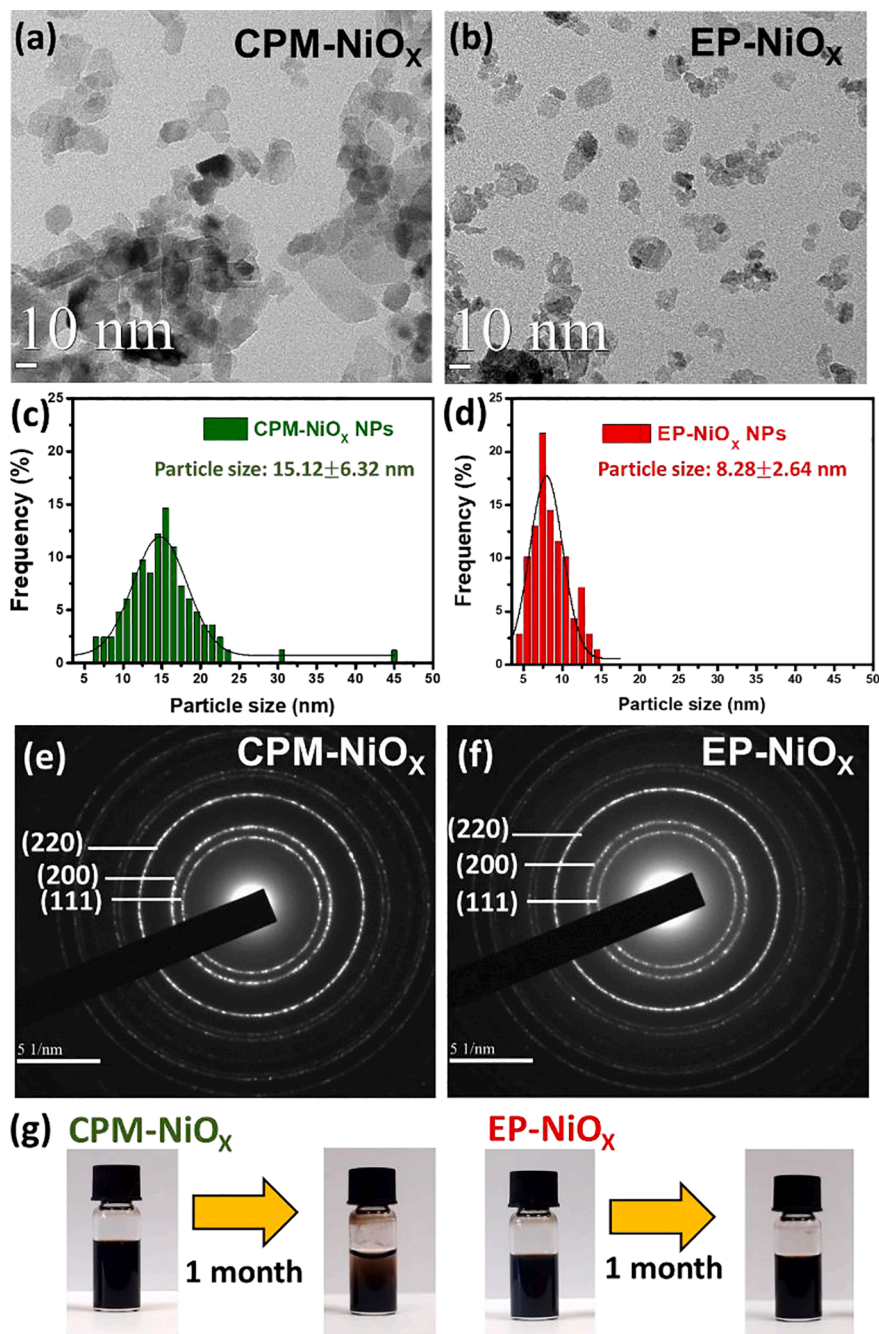 (a)
CPM-NiOX
10 nm
(b)
EP-NiOX
10 nm
(c)
25
20
15
10
5
0
Frequency (%)
CPM-NiOX NPs
Particle size: 15.12±6.32 nm
5 10 15 20 25 30 35 40 45 50
Particle size (nm)
(d)
25
20
15
10
5
0
Frequency (%)
EP-NiOX NPs
Particle size: 8.28±2.64 nm
5 10 15 20 25 30 35 40 45 50
Particle size (nm)
(e)
CPM-NiOX
(220)
(200)
(111)
5 1/nm
(f)
EP-NiOX
(220)
(200)
(111)
5 1/nm
(g)
CPM-NiOX
1 month
EP-NiOX
1 month